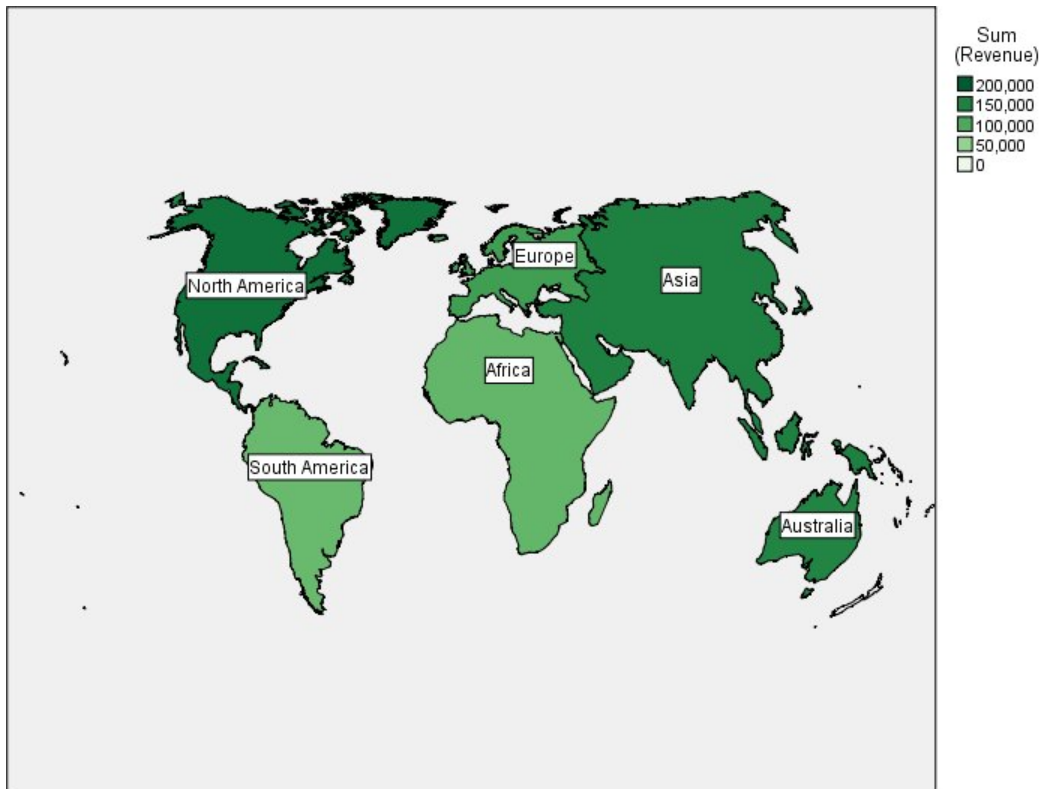 Sum
(Revenue)
200,000
150,000
100,000
50,000
0
Europe
North America
Asia
Africa
South America
Australia